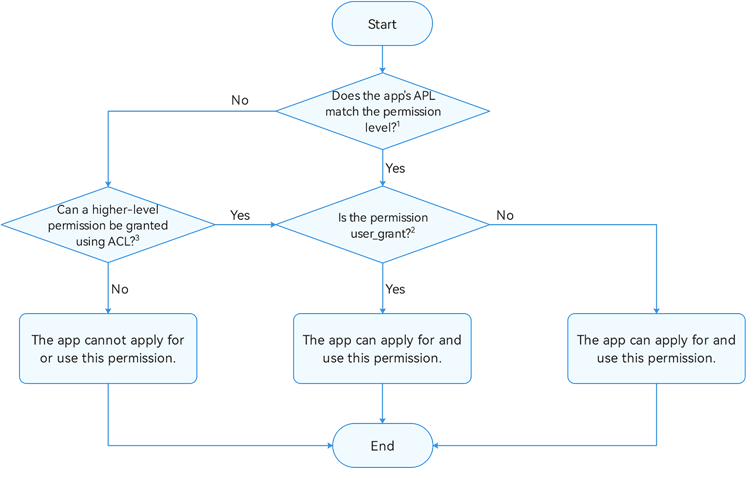 Start
Does the app's APL
match the permission
level?¹
No
Yes
Can a higher-level
permission be granted
using ACL?³
Yes
Is the permission
user_grant?²
No
No
Yes
The app cannot apply for
or use this permission.
The app can apply for and
use this permission.
The app can apply for and
use this permission.
End